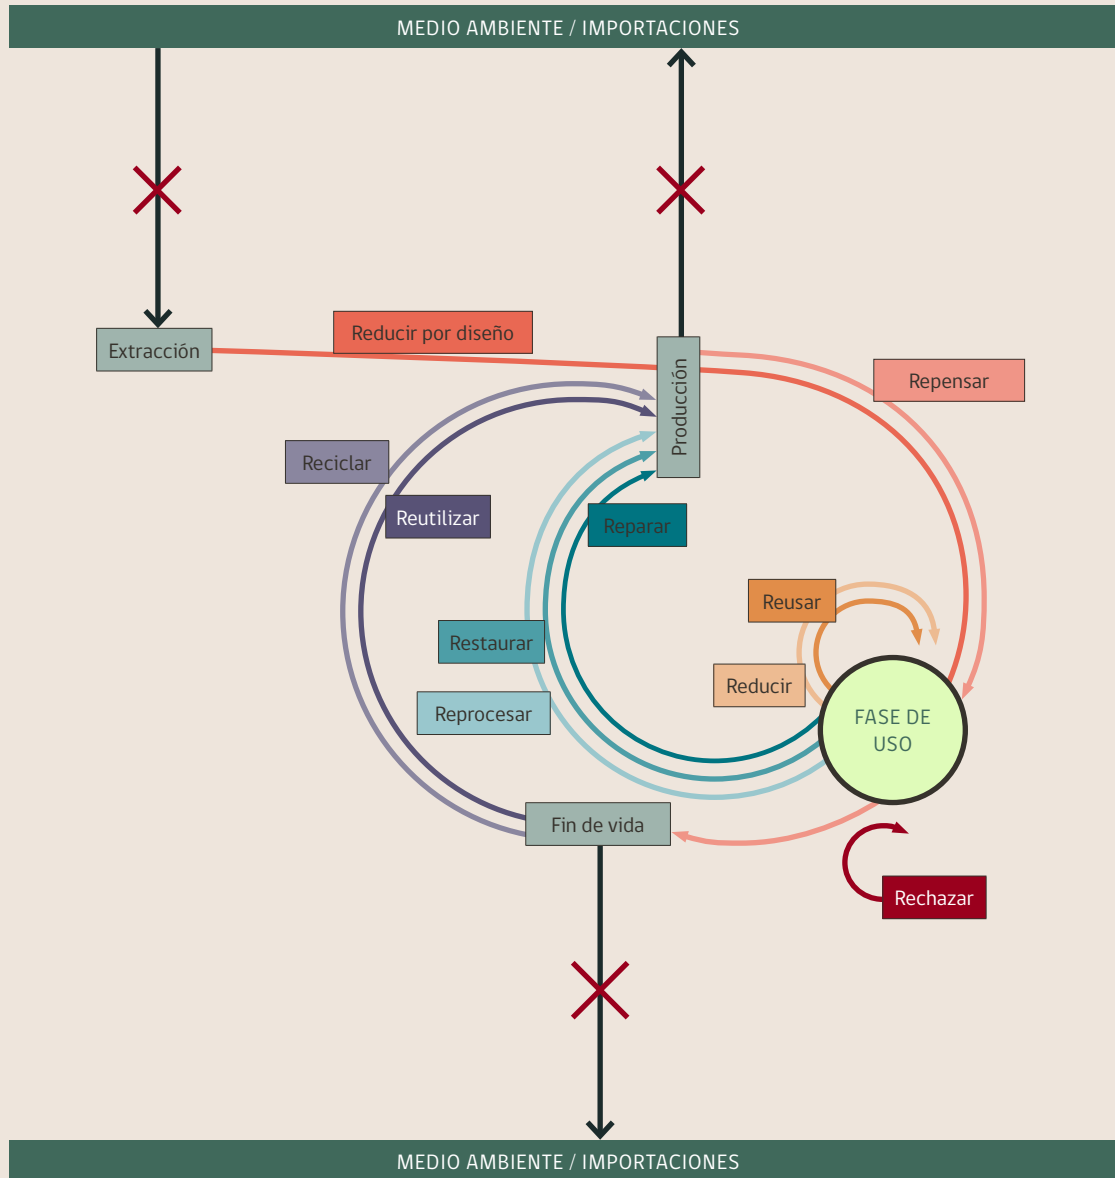 MEDIO AMBIENTE / IMPORTACIONES
Reducir por diseño
Extracción
Producción
Repensar
Reciclar
Reutilizar
Reparar
Reusar
Restaurar
Reducir
Reprocesar
FASE DE
USO
Fin de vida
Rechazar
MEDIO AMBIENTE / IMPORTACIONES